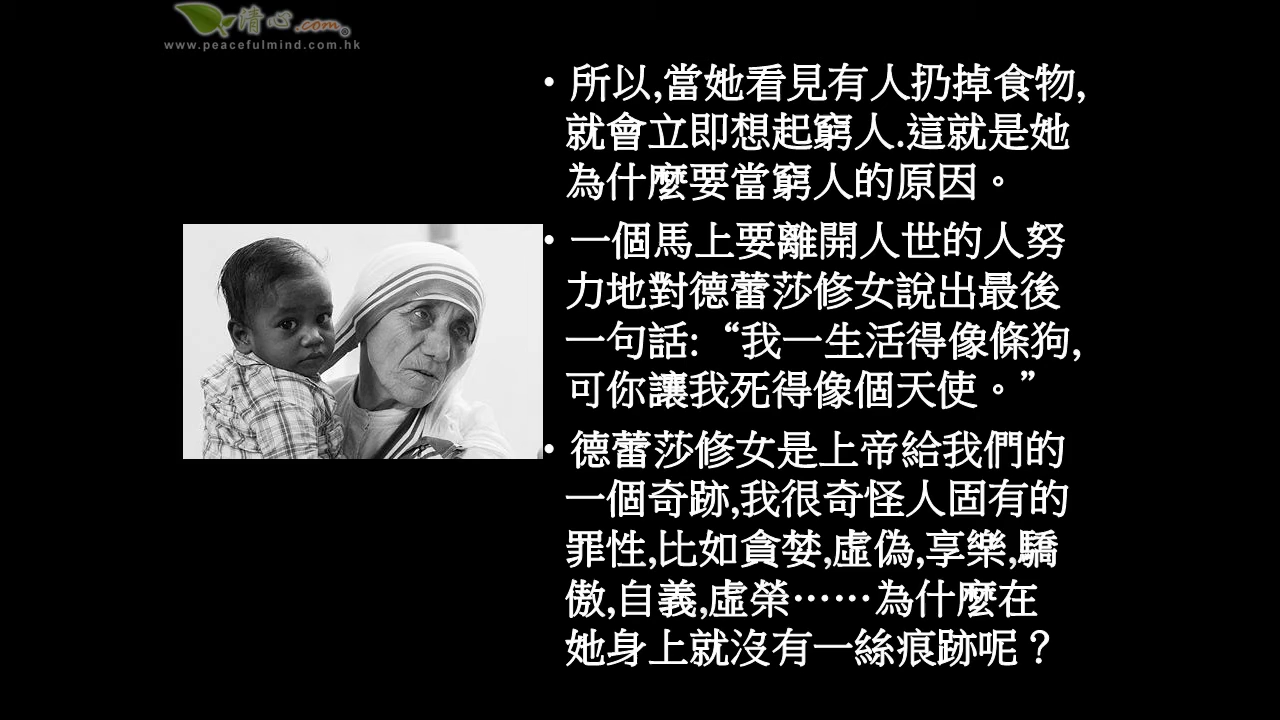 清心.com®
www.peacefulmind.com.hk
• 所以,當她看見有人扔掉食物,
就會立即想起窮人.這就是她
為什麼要當窮人的原因。
• 一個馬上要離開人世的人努
力地對德蕾莎修女說出最後
一句話:“我一生活得像條狗,
可你讓我死得像個天使。”
• 德蕾莎修女是上帝給我們的
一個奇跡,我很奇怪人固有的
罪性,比如貪婪,虛偽,享樂,驕
傲,自義,虛榮……為什麼在
她身上就沒有一絲痕跡呢？